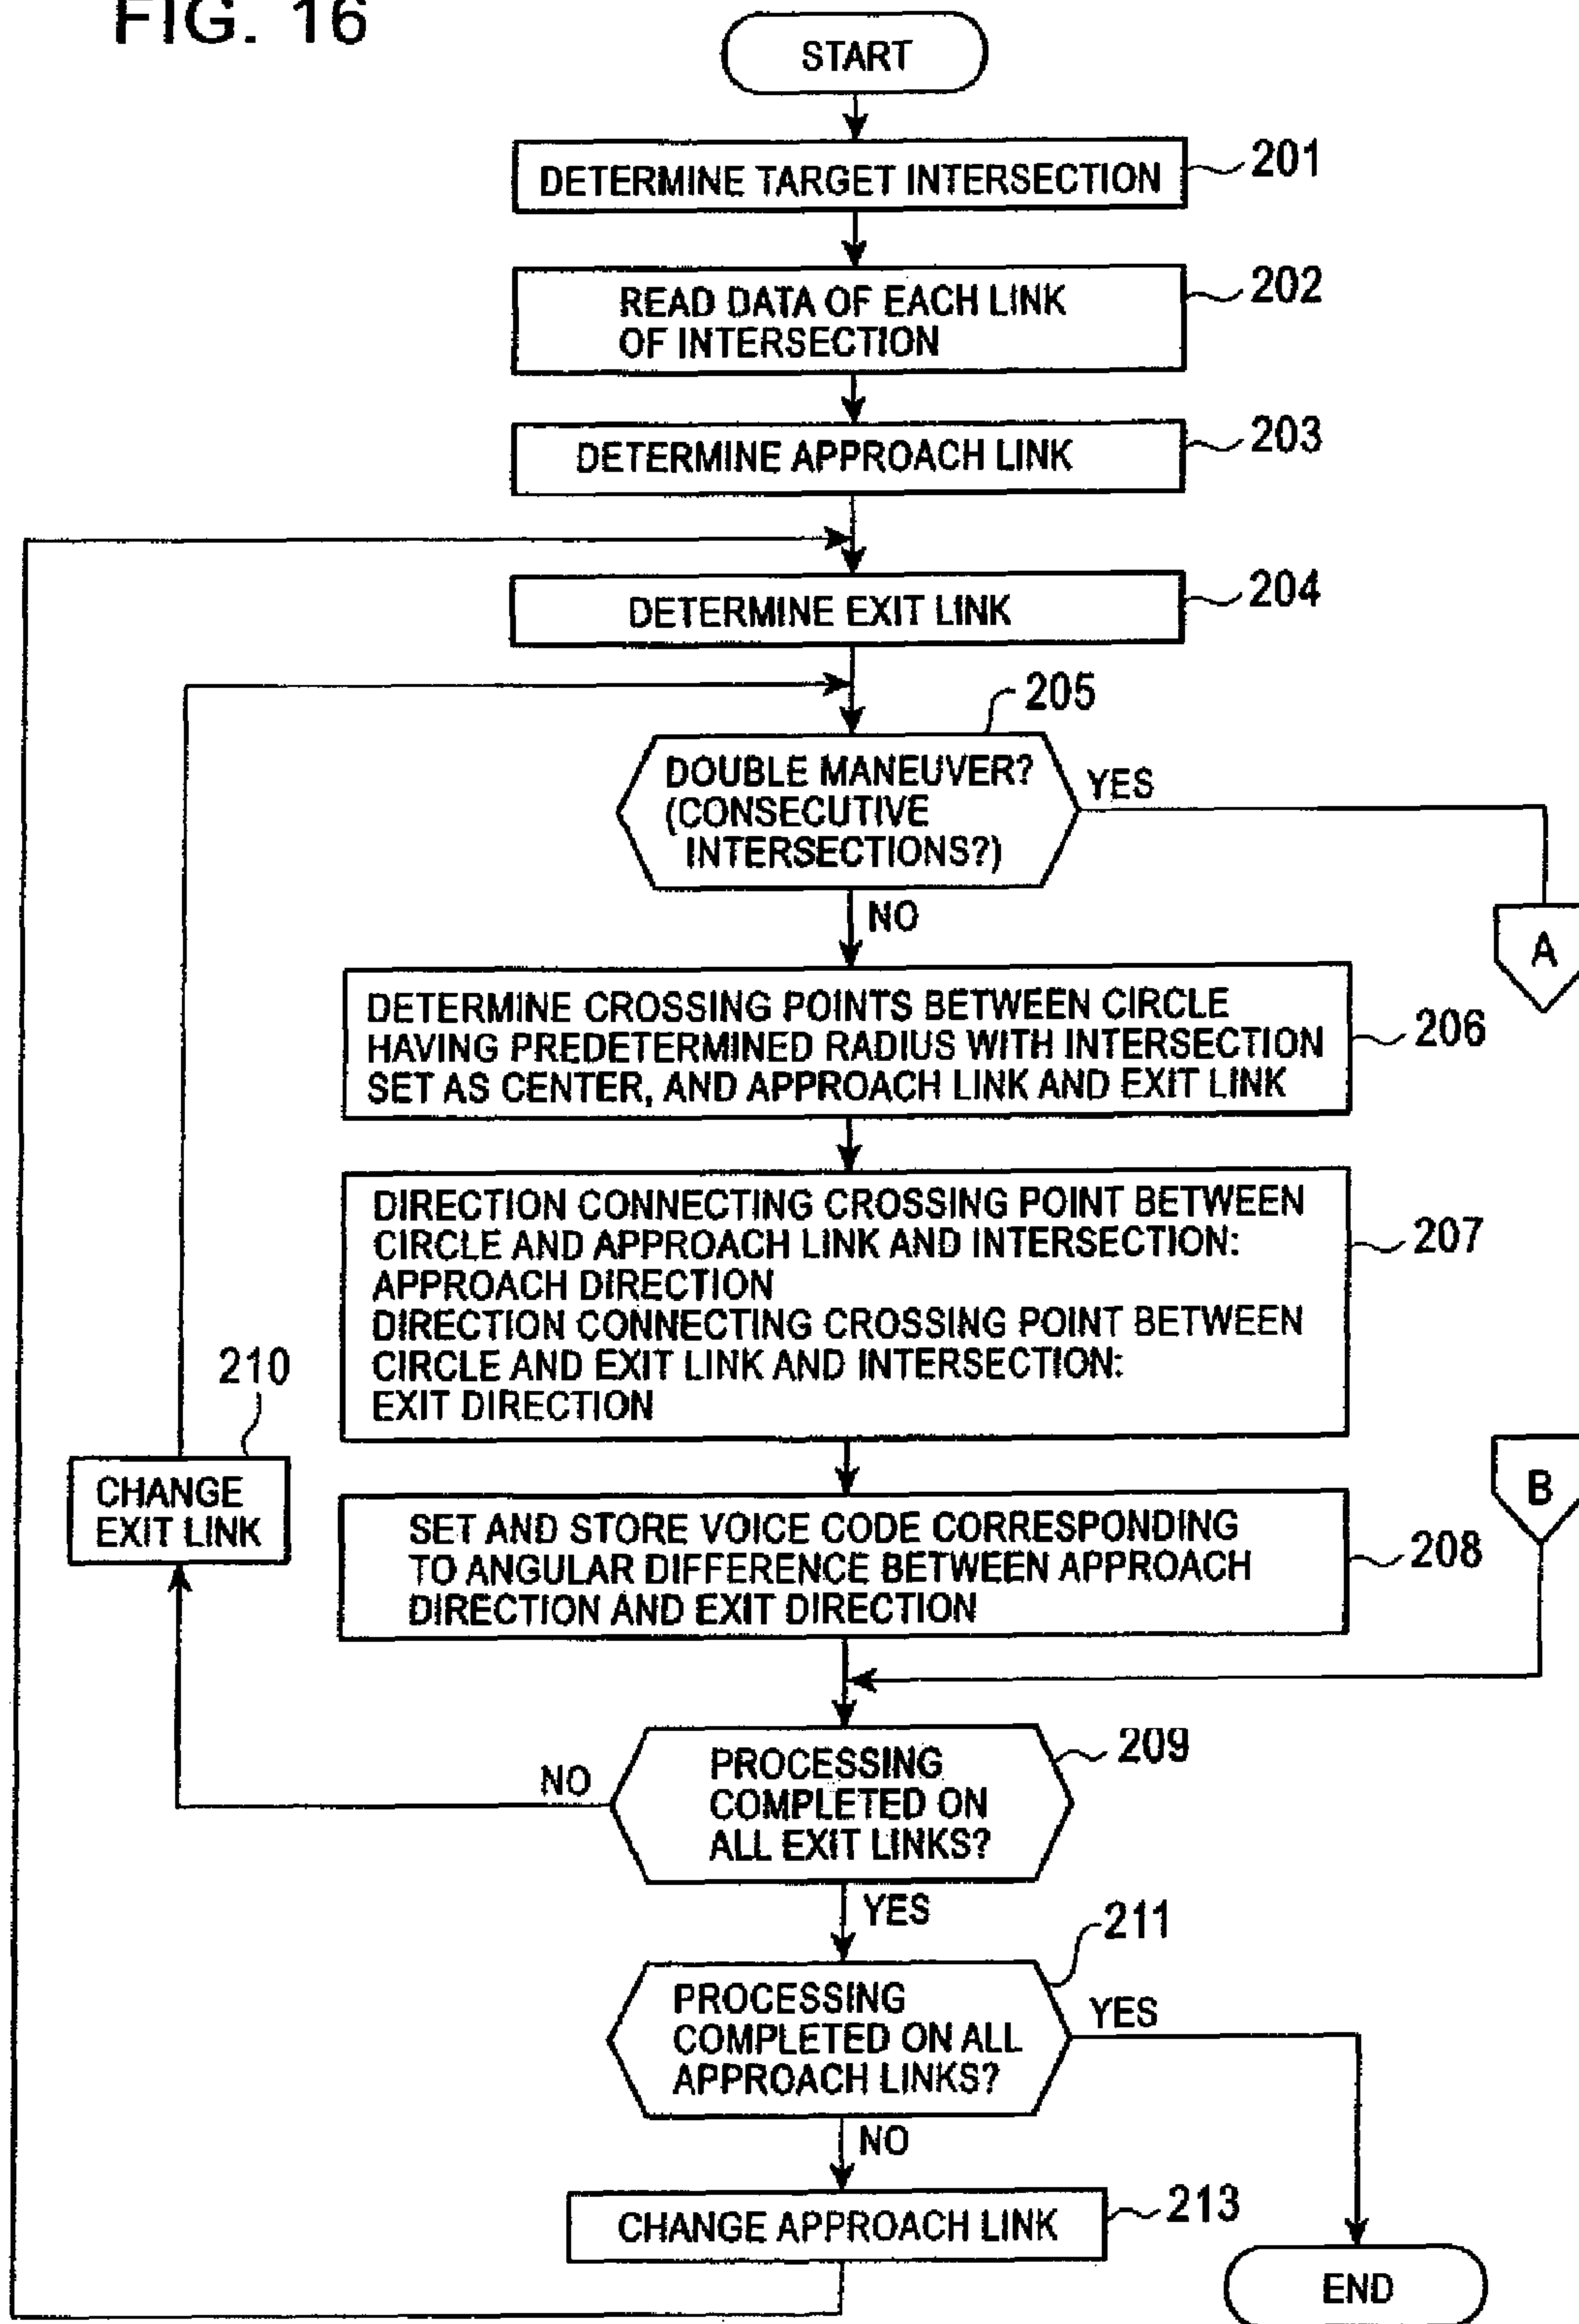 FIG. 16
START
DETERMINE TARGET INTERSECTION
201
READ DATA OF EACH LINK
OF INTERSECTION
202
DETERMINE APPROACH LINK
203
DETERMINE EXIT LINK
204
205
DOUBLE MANEUVER?
(CONSECUTIVE
INTERSECTIONS?)
YES
NO
A
DETERMINE CROSSING POINTS BETWEEN CIRCLE
HAVING PREDETERMINED RADIUS WITH INTERSECTION
SET AS CENTER, AND APPROACH LINK AND EXIT LINK
206
DIRECTION CONNECTING CROSSING POINT BETWEEN
CIRCLE AND APPROACH LINK AND INTERSECTION:
APPROACH DIRECTION
DIRECTION CONNECTING CROSSING POINT BETWEEN
CIRCLE AND EXIT LINK AND INTERSECTION:
EXIT DIRECTION
207
210
CHANGE
EXIT LINK
B
SET AND STORE VOICE CODE CORRESPONDING
TO ANGULAR DIFFERENCE BETWEEN APPROACH
DIRECTION AND EXIT DIRECTION
208
209
NO
PROCESSING
COMPLETED ON
ALL EXIT LINKS?
YES
211
PROCESSING
COMPLETED ON ALL
APPROACH LINKS?
YES
NO
CHANGE APPROACH LINK
213
END